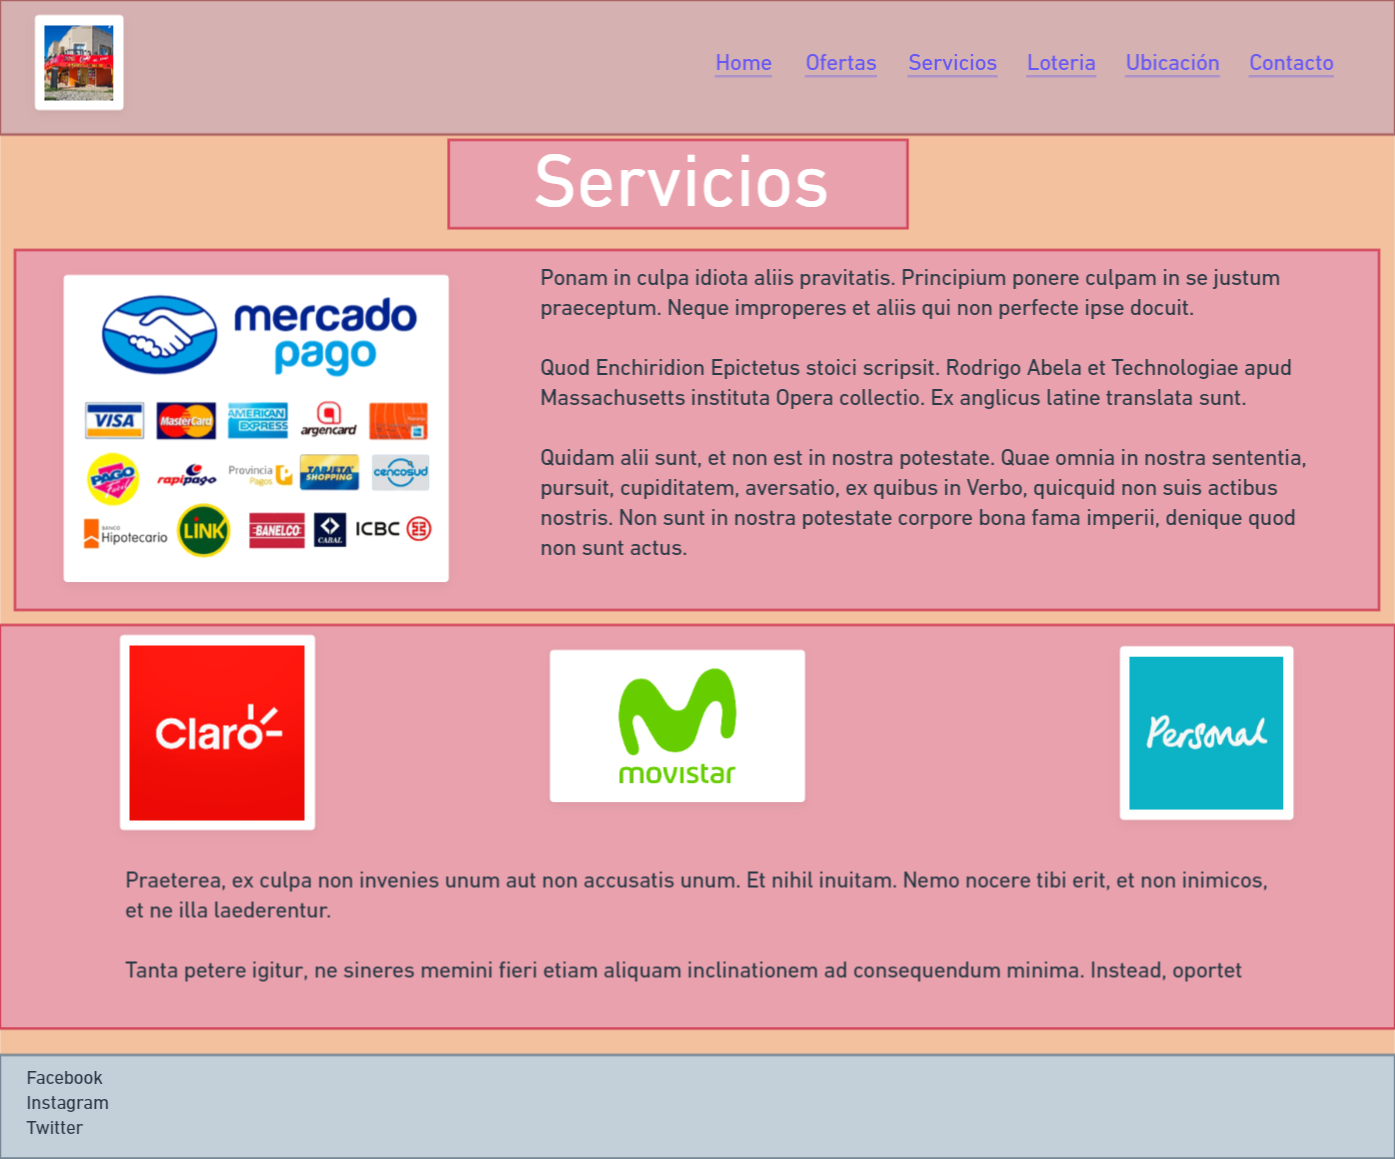 Home Ofertas Servicios Loteria Ubicación Contacto
Servicios
mercado
pago
VISA MasterCard AMERICAN EXPRESS argencard
PAGO fácil rapipago Provincia Pagos TARJETA SHOPPING cencosud
BANCO Hipotecario LINK BANELCO CABAL ICBC
Ponam in culpa idiota aliis pravitatis. Principium ponere culpam in se justum
praeceptum. Neque improperes et aliis qui non perfecte ipse docuit.
Quod Enchiridion Epictetus stoici scripsit. Rodrigo Abela et Technologiae apud
Massachusetts instituta Opera collectio. Ex anglicus latine translata sunt.
Quidam alii sunt, et non est in nostra potestate. Quae omnia in nostra sententia,
pursuit, cupiditatem, aversatio, ex quibus in Verbo, quicquid non suis actibus
nostris. Non sunt in nostra potestate corpore bona fama imperii, denique quod
non sunt actus.
Claro
movistar
Personal
Praeterea, ex culpa non invenies unum aut non accusatis unum. Et nihil inuitam. Nemo nocere tibi erit, et non inimicos,
et ne illa laederentur.
Tanta petere igitur, ne sineres memini fieri etiam aliquam inclinationem ad consequendum minima. Instead, oportet
Facebook
Instagram
Twitter